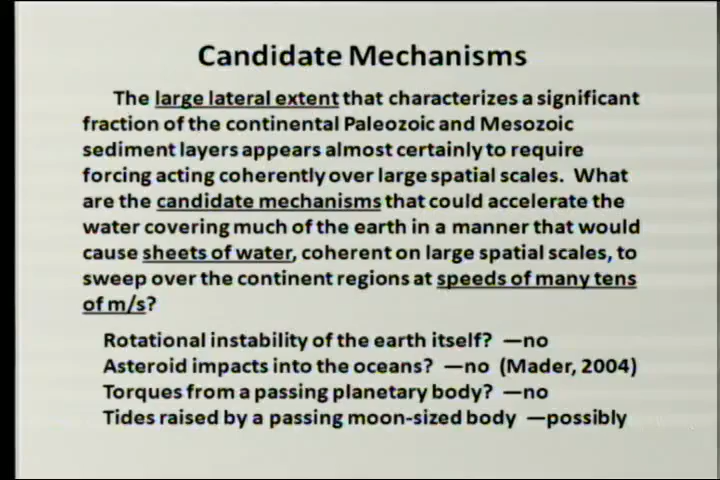 Candidate Mechanisms
The large lateral extent that characterizes a significant
fraction of the continental Paleozoic and Mesozoic
sediment layers appears almost certainly to require
forcing acting coherently over large spatial scales. What
are the candidate mechanisms that could accelerate the
water covering much of the earth in a manner that would
cause sheets of water, coherent on large spatial scales, to
sweep over the continent regions at speeds of many tens
of m/s?
Rotational instability of the earth itself? —no
Asteroid impacts into the oceans? —no (Mader, 2004)
Torques from a passing planetary body? —no
Tides raised by a passing moon-sized body —possibly